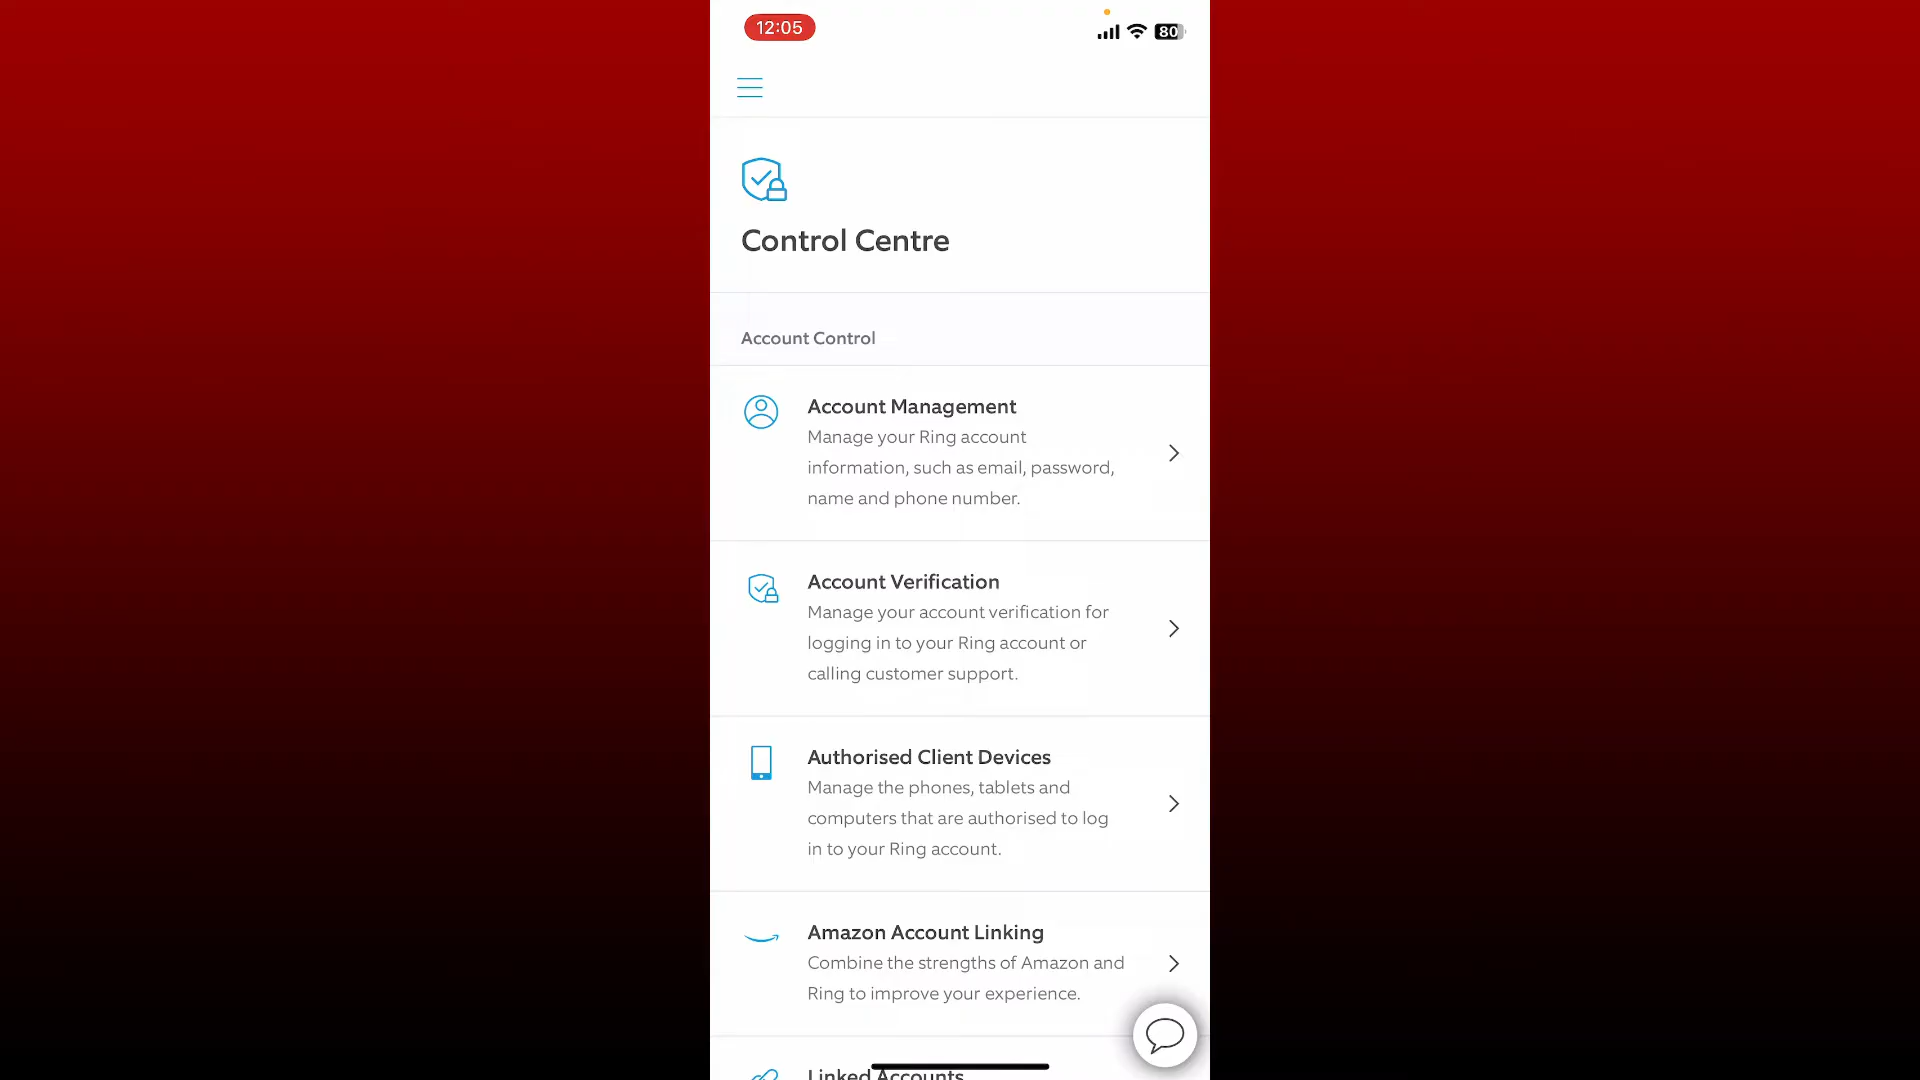 12:05
80
Control Centre
Account Control
Account Management
Manage your Ring account
information, such as email, password,
name and phone number.
Account Verification
Manage your account verification for
logging in to your Ring account or
calling customer support.
Authorised Client Devices
Manage the phones, tablets and
computers that are authorised to log
in to your Ring account.
Amazon Account Linking
Combine the strengths of Amazon and
Ring to improve your experience.
Linked Accounts